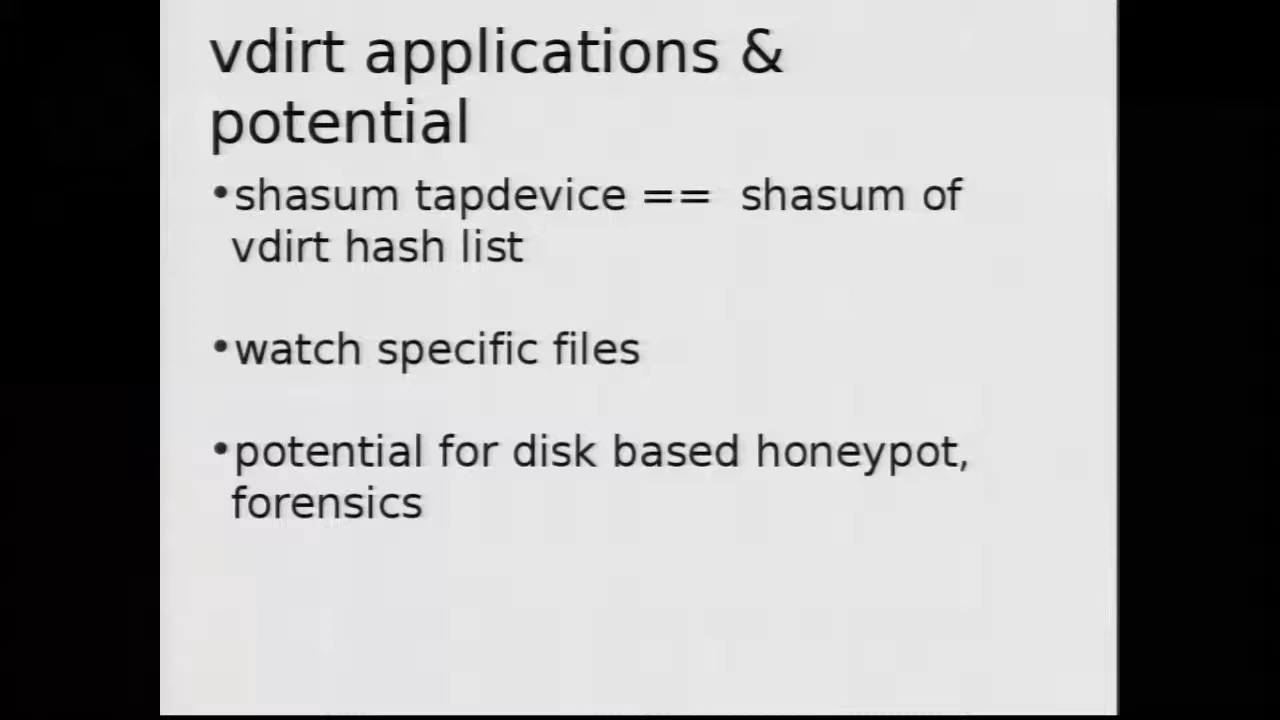 vdirt applications &
potential
•shasum tapdevice ==  shasum of
vdirt hash list
•watch specific files
•potential for disk based honeypot,
forensics